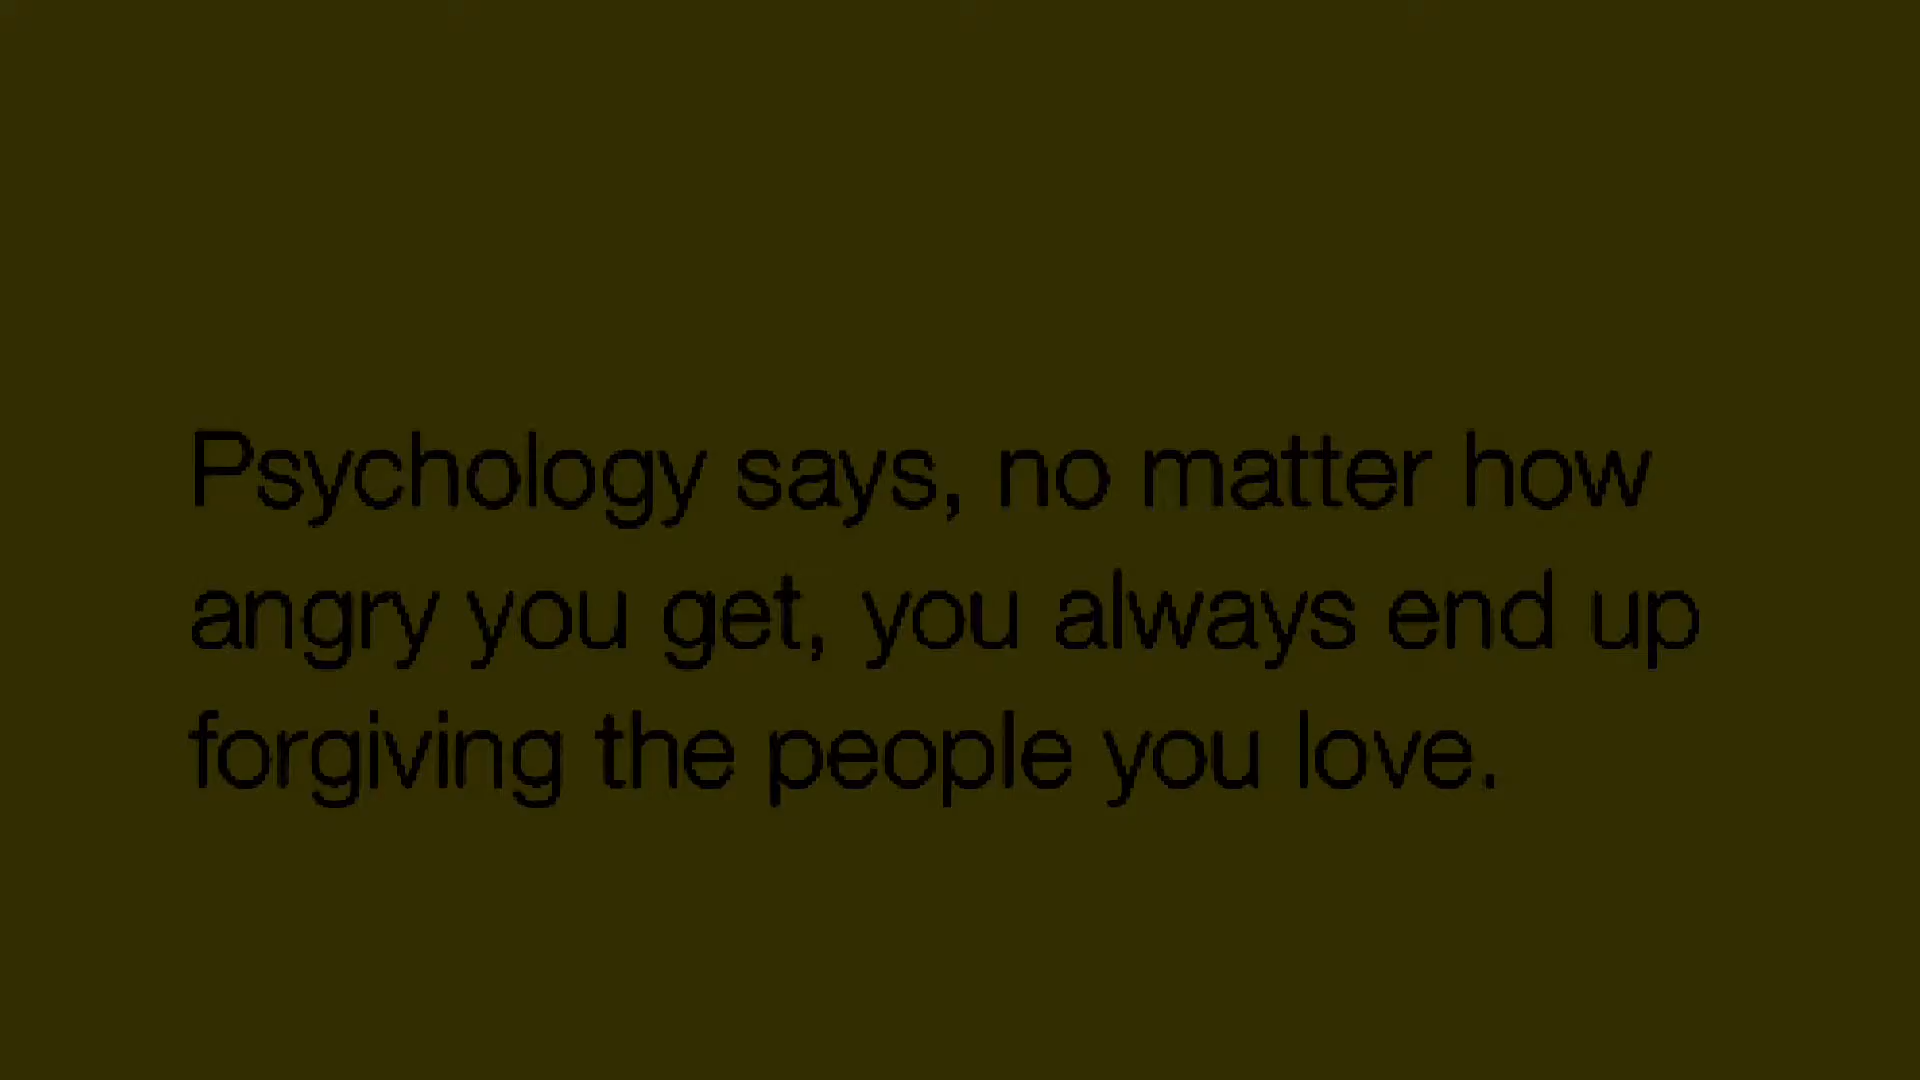 Psychology says, no matter how
angry you get, you always end up
forgiving the people you love.